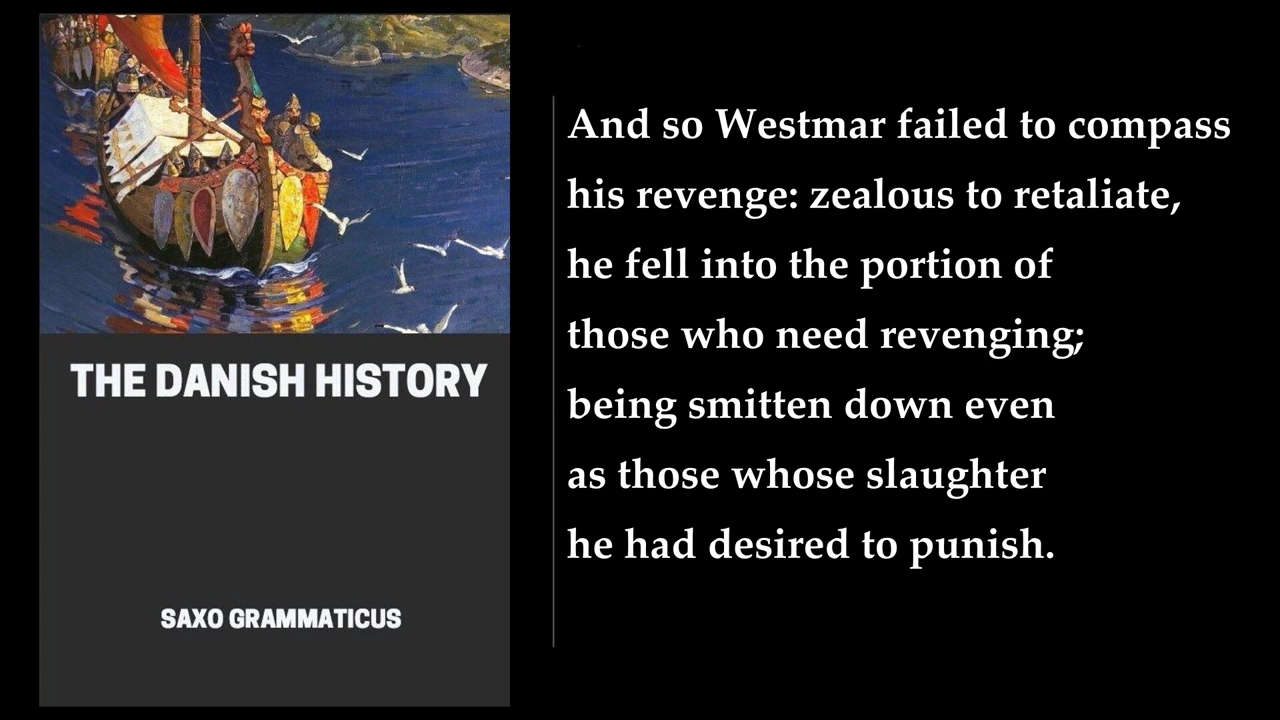 THE DANISH HISTORY
SAXO GRAMMATICUS
And so Westmar failed to compass
his revenge: zealous to retaliate,
he fell into the portion of
those who need revenging;
being smitten down even
as those whose slaughter
he had desired to punish.